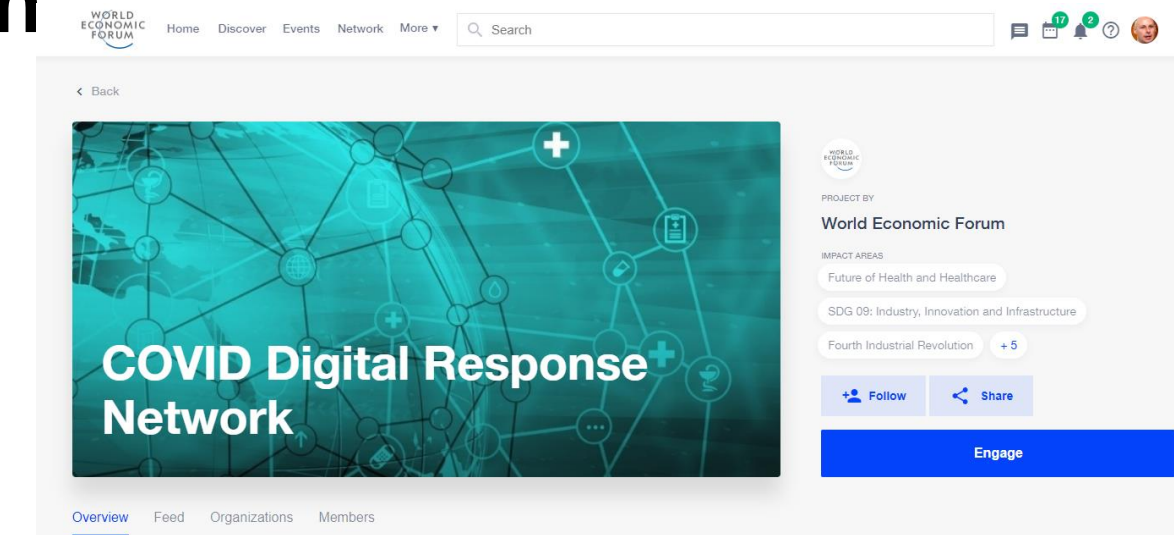 WORLD
ECONOMIC
FORUM
Home Discover Events Network More ▾ Search 17 2
Back
COVID Digital Response
Network
WORLD
ECONOMIC
FORUM
PROJECT BY
World Economic Forum
IMPACT AREAS
Future of Health and Healthcare
SDG 09: Industry, Innovation and Infrastructure
Fourth Industrial Revolution + 5
Follow Share
Engage
Overview Feed Organizations Members